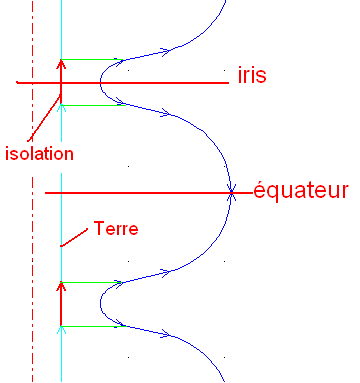 iris
isolation
équateur
Terre